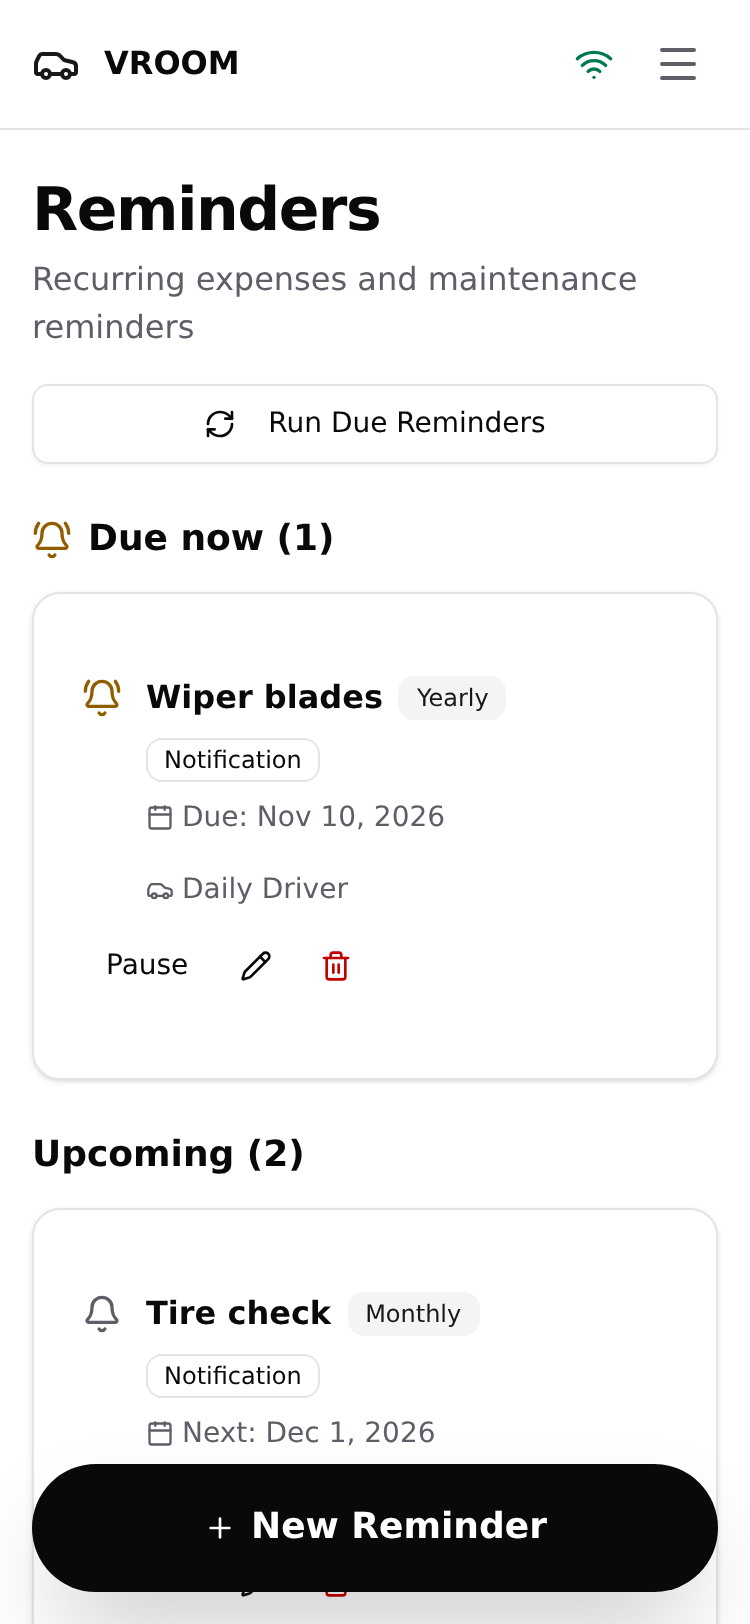 VROOM
Reminders
Recurring expenses and maintenance
reminders
Run Due Reminders
Due now (1)
Wiper blades Yearly
Notification
Due: Nov 10, 2026
Daily Driver
Pause
Upcoming (2)
Tire check Monthly
Notification
Next: Dec 1, 2026
+ New Reminder